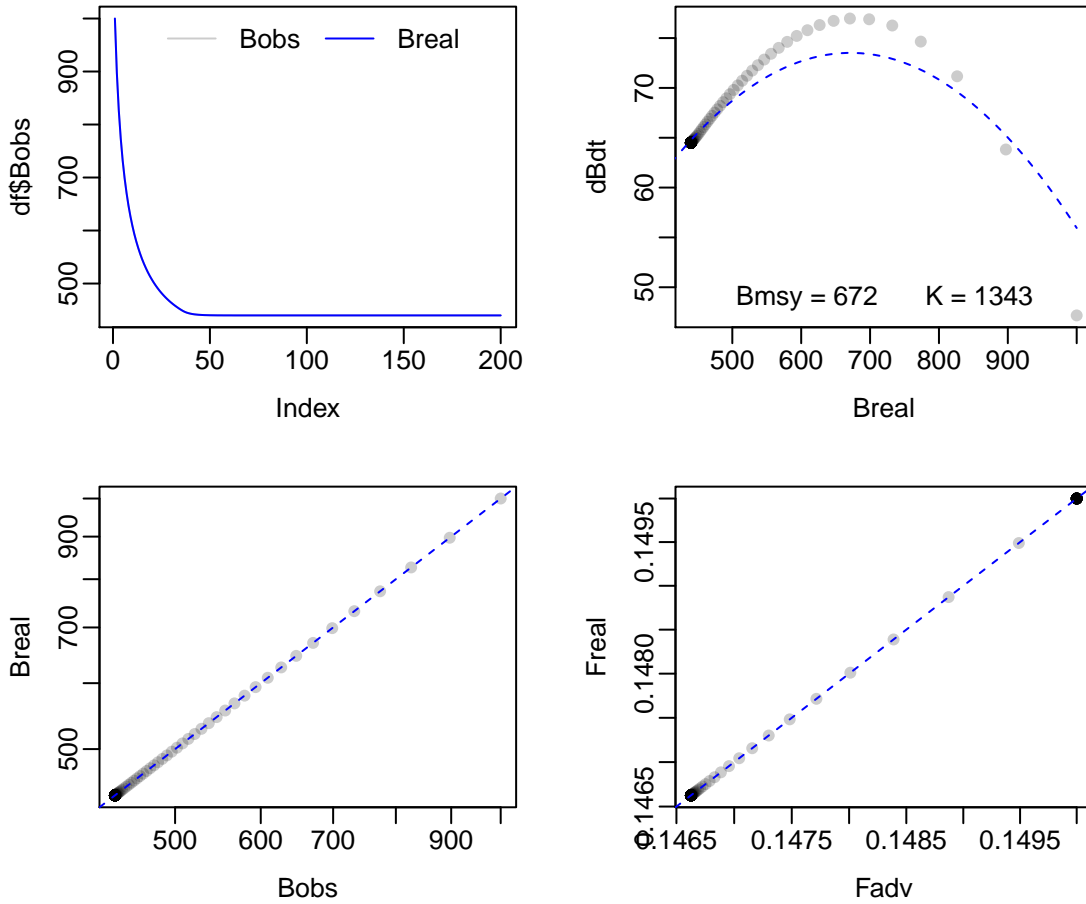 Bobs Breal
df$Bobs
500 700 900
0 50 100 150 200
Index
dBdt
50 60 70
Bmsy = 672 K = 1343
500 600 700 800 900
Breal
Breal
500 700 900
500 600 700 900
Bobs
Freal
0.1465 0.1480 0.1495
0.1465 0.1475 0.1485 0.1495
Fadv